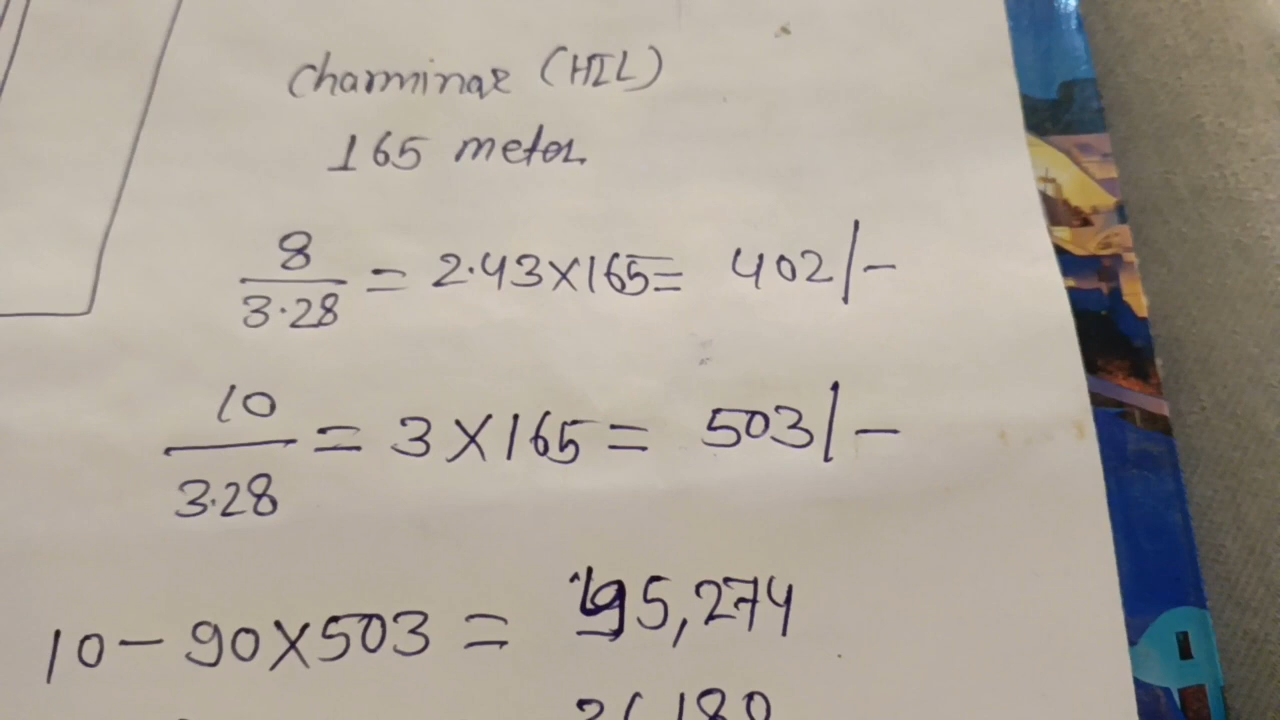 Charminar (HIL)
165 meter
8/3.28 = 2.43×165= 402/-
10/3.28 = 3×165= 503/-
10-90×503 = 95,274